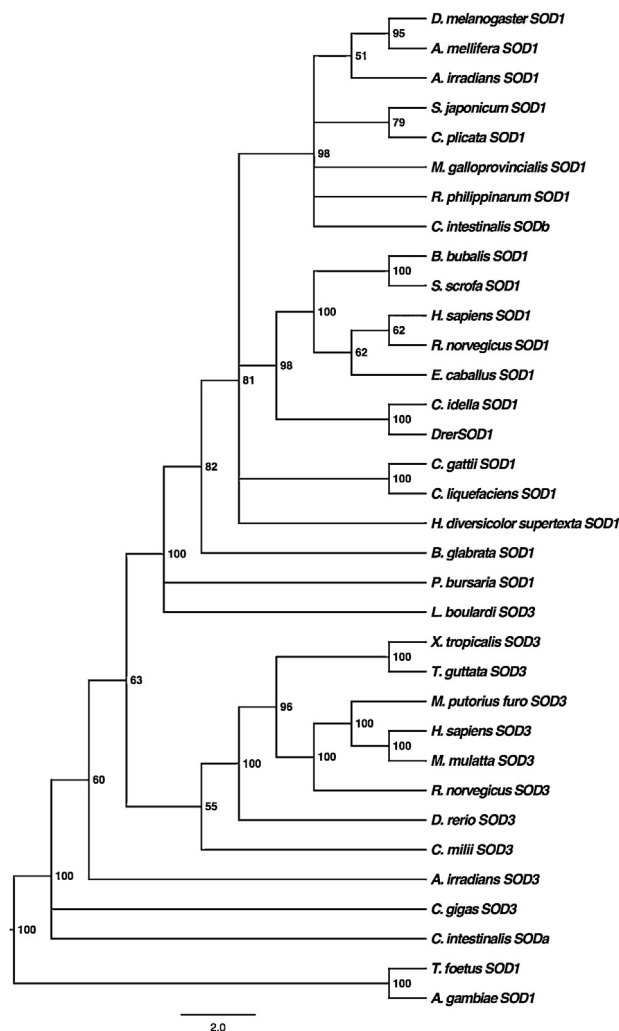 D. melanogaster SOD1
95
A. mellifera SOD1
51
A. irradians SOD1
S. japonicum SOD1
79
C. plicata SOD1
98
M. galloprovincialis SOD1
R. philippinarum SOD1
C. intestinalis SODb
B. bubalis SOD1
100
S. scrofa SOD1
100
H. sapiens SOD1
62
R. norvegicus SOD1
62
98
E. caballus SOD1
81
C. idella SOD1
100
DrerSOD1
82
C. gattii SOD1
100
C. liquefaciens SOD1
H. diversicolor supertexta SOD1
100
B. glabrata SOD1
P. bursaria SOD1
L. boulardi SOD3
X. tropicalis SOD3
100
T. guttata SOD3
63
M. putorius furo SOD3
96
100
H. sapiens SOD3
100
M. mulatta SOD3
100
100
60
R. norvegicus SOD3
55
D. rerio SOD3
C. milii SOD3
100
A. irradians SOD3
C. gigas SOD3
100
C. intestinalis SODa
T. foetus SOD1
100
A. gambiae SOD1
2.0